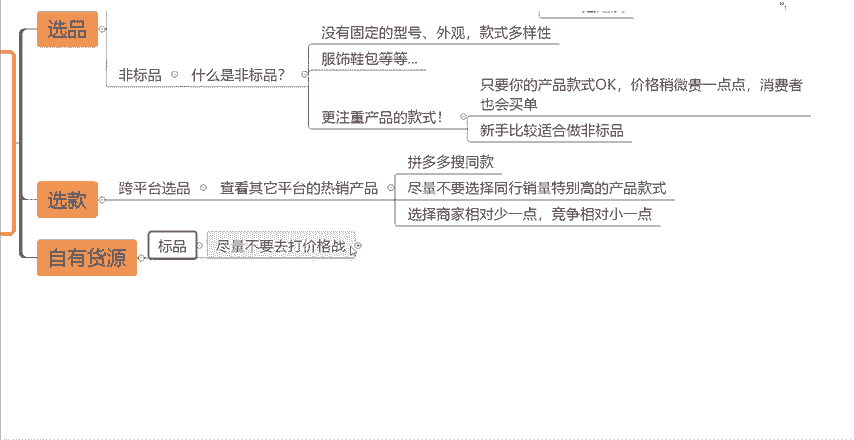 选品
没有固定的型号、外观，款式多样性
非标品
什么是非标品？
服饰鞋包等等...
更注重产品的款式！
只要你的产品款式OK，价格稍微贵一点点，消费者
也会买单
新手比较适合做非标品
选款
跨平台选品
查看其它平台的热销产品
拼多多搜同款
尽量不要选择同行销量特别高的产品款式
选择商家相对少一点，竞争相对小一点
自有货源
标品
尽量不要去打价格战